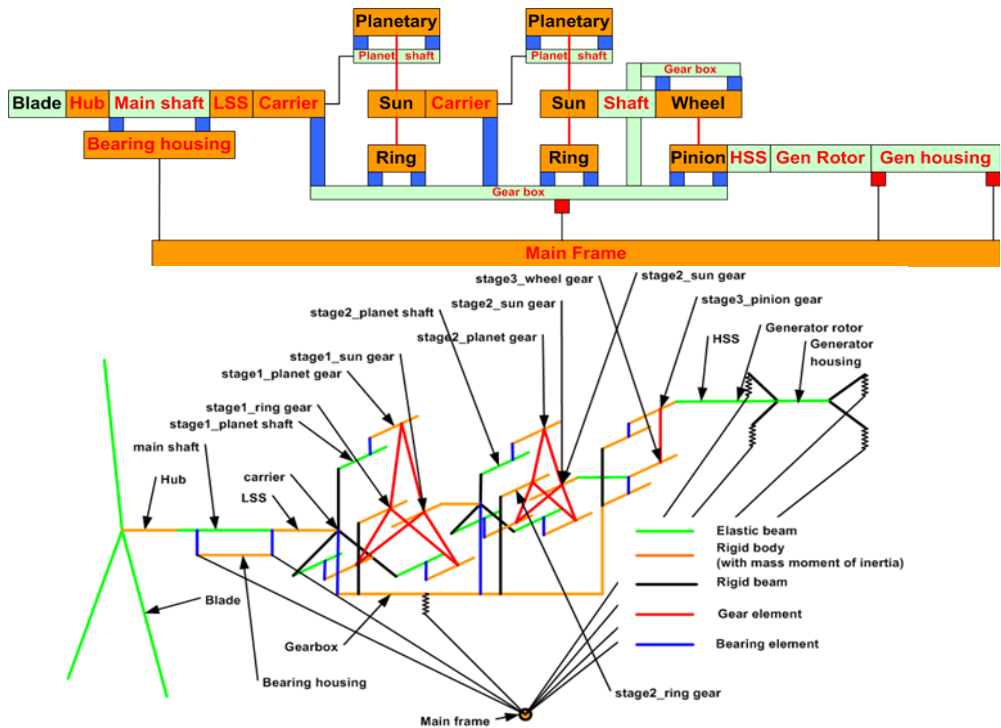 Planetary
Planetary
Planet shaft
Planet shaft
Gear box
Blade
Hub
Main shaft
LSS
Carrier
Sun
Carrier
Sun
Shaft
Wheel
Bearing housing
Ring
Ring
Pinion
HSS
Gen Rotor
Gen housing
Gear box
Main Frame
stage3_wheel gear
stage2_sun gear
stage2_sun gear
stage3_pinion gear
stage2_planet shaft
stage2_planet gear
HSS
Generator rotor
Generator
housing
stage1_sun gear
stage1_planet gear
stage1_ring gear
stage1_planet shaft
main shaft
carrier
Hub
LSS
Elastic beam
Rigid body
(with mass moment of inertia)
Rigid beam
Gear element
Bearing element
Blade
Gearbox
Bearing housing
stage2_ring gear
Main frame